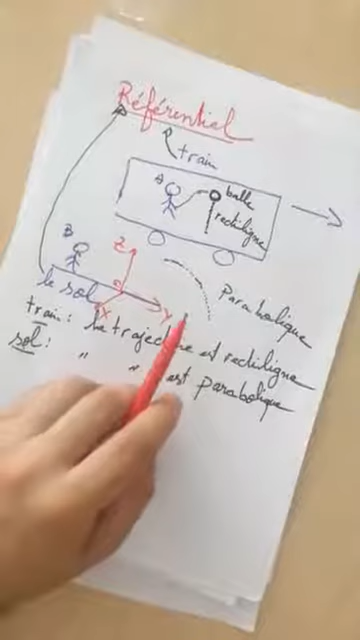 Référentiel
train
A
balle
rectiligne
B
Z
le sol
O
X
Y
Parabolique
train : la trajectoire est rectiligne
sol : " " est parabolique